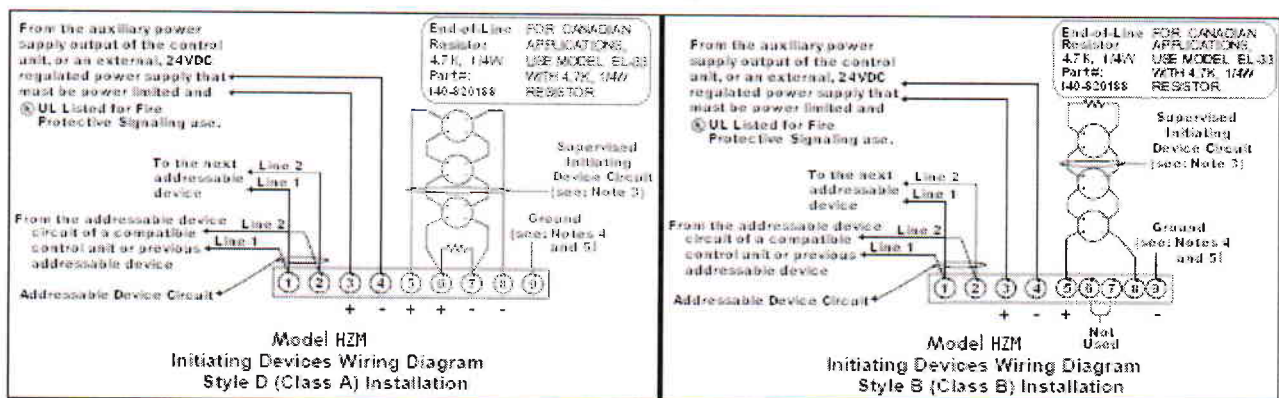 From the auxiliary power
supply output of the control
unit, or an external, 24VDC
regulated power supply that
must be power limited and
UL Listed for Fire
Protective Signaling use.
End-of-Line FOR CANADIAN
Resistor APPLICATIONS,
4.7K, 1/4W USE MODEL EL-33
Part#: WITH 4.7K, 1/4W
140-820188 RESISTOR
Supervised
Initiating
Device Circuit
(see: Note 3)
To the next
addressable
device
Line 2
Line 1
From the addressable device
circuit of a compatible
control unit or previous
addressable device
Line 2
Line 1
Ground
(see: Notes 4
and 5)
Addressable Device Circuit
1 2 3 4 5 6 7 8 9
+ - + + - -
Model HZM
Initiating Devices Wiring Diagram
Style D (Class A) Installation
From the auxiliary power
supply output of the control
unit, or an external, 24VDC
regulated power supply that
must be power limited and
UL Listed for Fire
Protective Signaling use.
End-of-Line FOR CANADIAN
Resistor APPLICATIONS,
4.7K, 1/4W USE MODEL EL-33
Part#: WITH 4.7K, 1/4W
140-820188 RESISTOR
Supervised
Initiating
Device Circuit
(see: Note 3)
To the next
addressable
device
Line 2
Line 1
From the addressable device
circuit of a compatible
control unit or previous
addressable device
Line 2
Line 1
Ground
(see: Notes 4
and 5)
Addressable Device Circuit
1 2 3 4 5 6 7 8 9
+ - + -
Not
Used
Model HZM
Initiating Devices Wiring Diagram
Style B (Class B) Installation